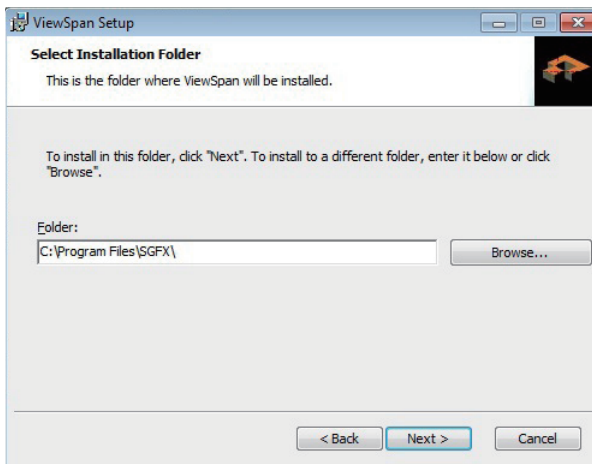 ViewSpan Setup
Select Installation Folder
This is the folder where ViewSpan will be installed.
To install in this folder, click "Next". To install to a different folder, enter it below or click
"Browse".
Folder:
C:\Program Files\SGFX\
Browse...
< Back
Next >
Cancel